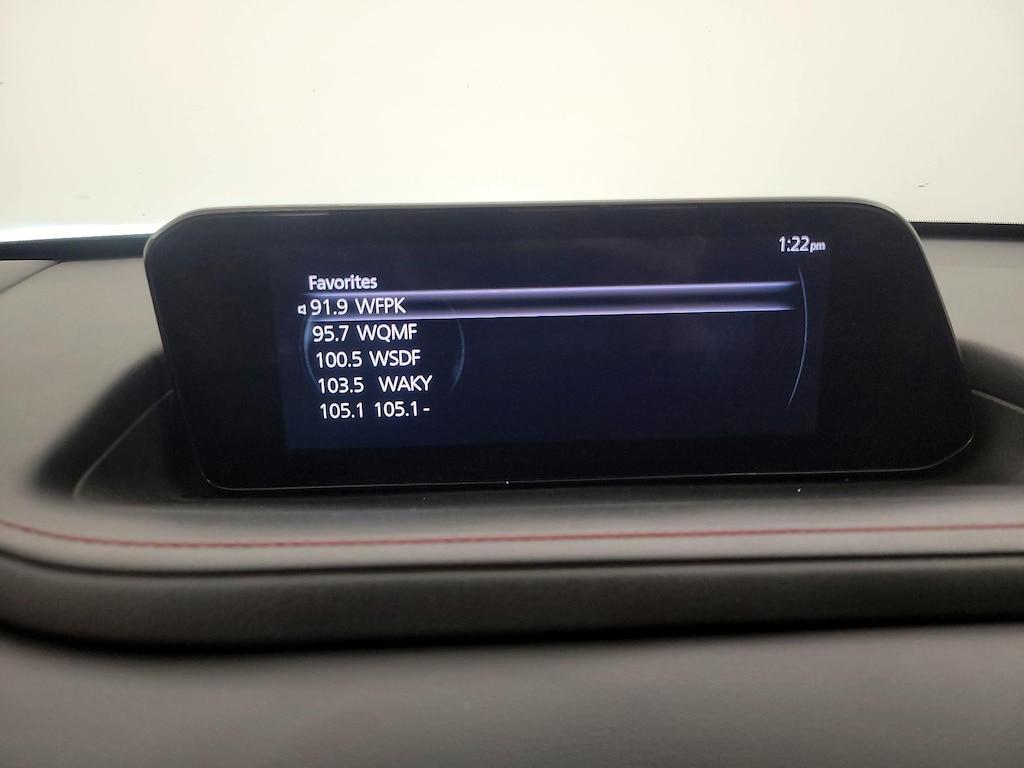 1:22pm
Favorites
91.9 WFPK
95.7 WQMF
100.5 WSDF
103.5 WAKY
105.1 105.1-